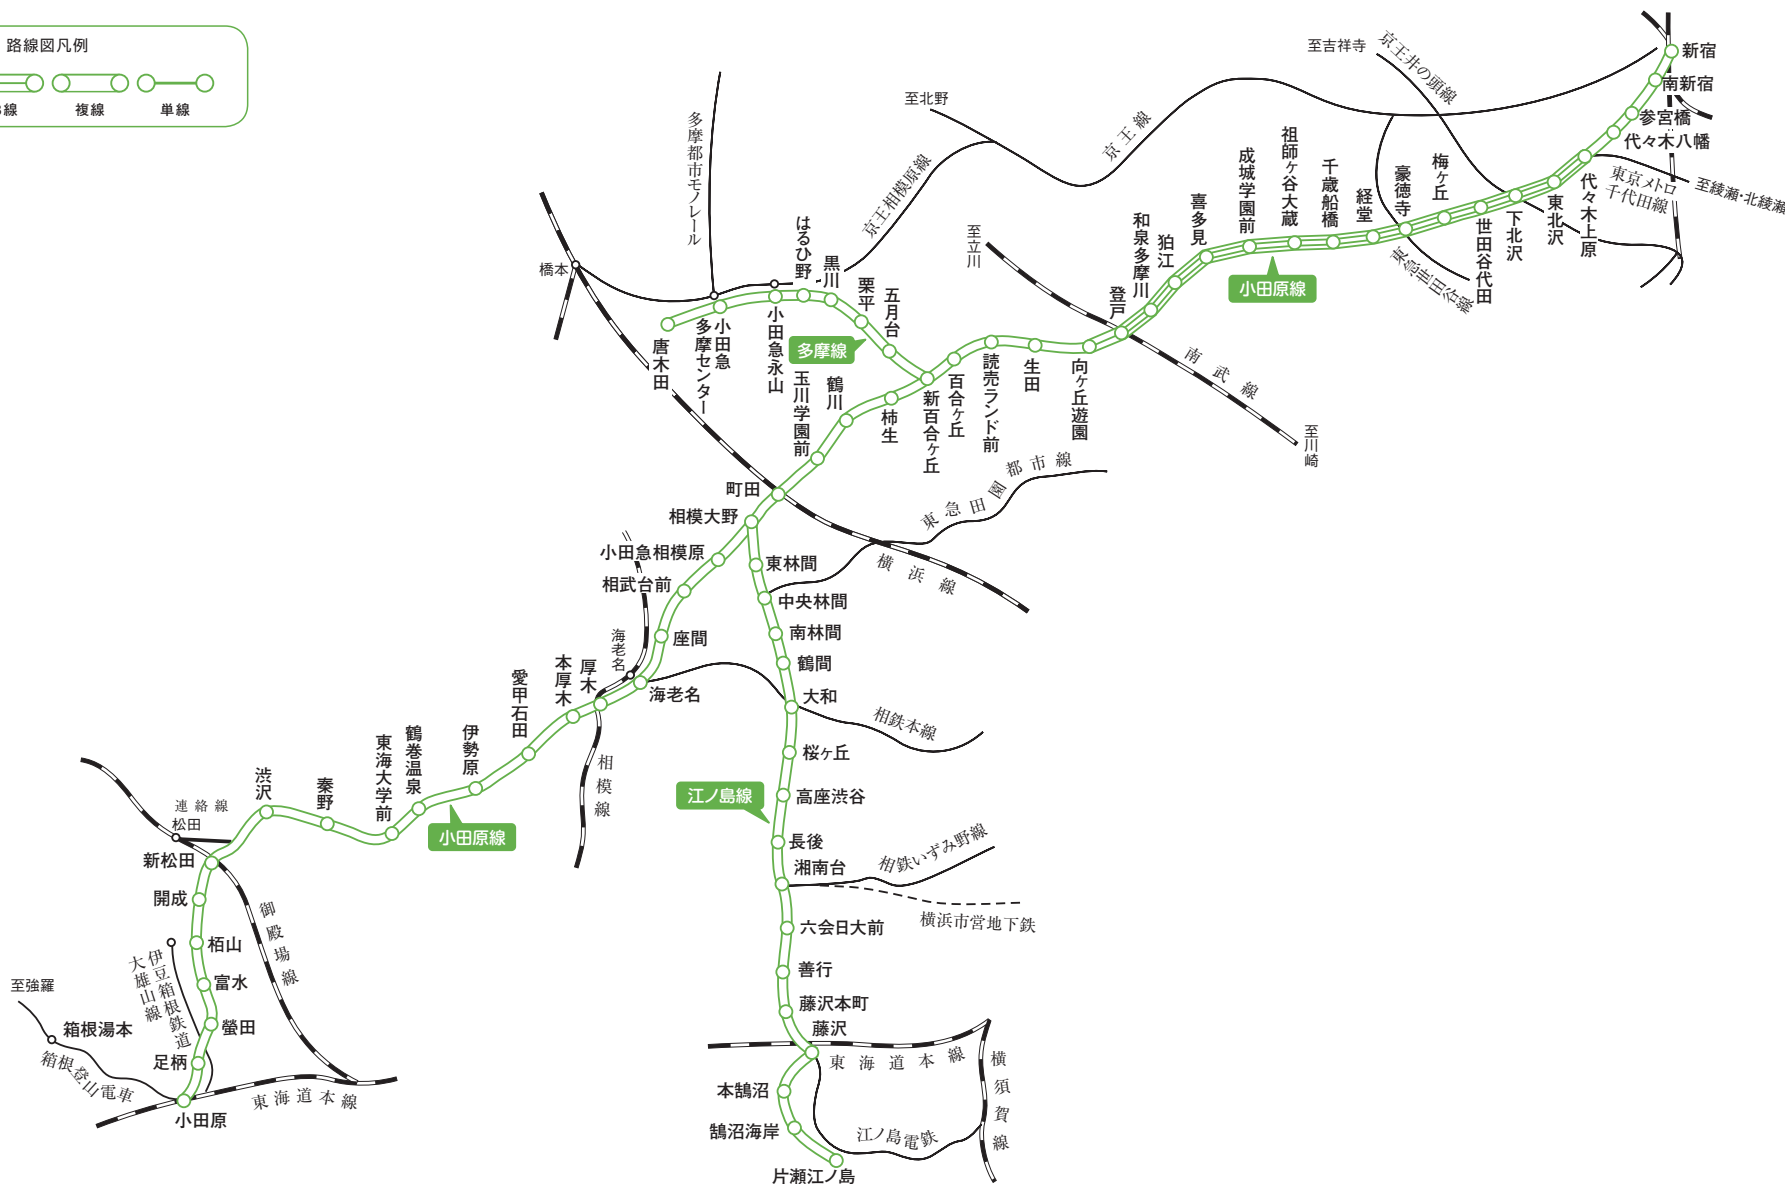 路線図凡例
線
複線
単線
新宿
南新宿
参宮橋
代々木八幡
代々木上原
東北沢
下北沢
世田谷代田
梅ヶ丘
豪徳寺
経堂
千歳船橋
祖師ヶ谷大蔵
成城学園前
喜多見
狛江
和泉多摩川
登戸
向ヶ丘遊園
生田
読売ランド前
百合ヶ丘
新百合ヶ丘
柿生
鶴川
玉川学園前
町田
相模大野
小田急相模原
相武台前
座間
海老名
厚木
本厚木
愛甲石田
伊勢原
鶴巻温泉
東海大学前
秦野
渋沢
新松田
開成
栢山
富水
螢田
足柄
小田原
箱根湯本
五月台
栗平
黒川
はるひ野
小田急永山
小田急
多摩センター
唐木田
東林間
中央林間
南林間
鶴間
大和
桜ヶ丘
高座渋谷
長後
湘南台
六会日大前
善行
藤沢本町
藤沢
本鵠沼
鵠沼海岸
片瀬江ノ島
小田原線
多摩線
江ノ島線
小田原線
至吉祥寺
京王井の頭線
至北野
京王線
京王相模原線
多摩都市モノレール
橋本
至立川
南武線
至川崎
東京メトロ
千代田線
至綾瀬・北綾瀬
東急世田谷線
東急田園都市線
横浜線
海老名
相模線
相鉄本線
相鉄いずみ野線
横浜市営地下鉄
東海道本線
横須賀線
江ノ島電鉄
連絡線
松田
御殿場線
伊豆箱根鉄道
大雄山線
至強羅
箱根登山電車
東海道本線